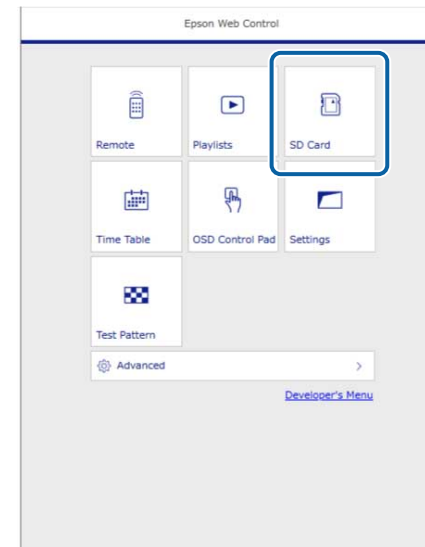 Epson Web Control
Remote
Playlists
SD Card
Time Table
OSD Control Pad
Settings
Test Pattern
Advanced
Developer's Menu